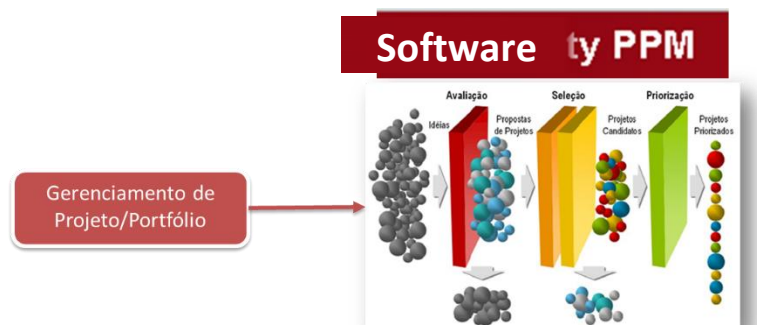 Software ty PPM
Avaliação
Seleção
Priorização
Idéias
Propostas
de Projetos
Projetos
Candidatos
Projetos
Priorizados
Gerenciamento de
Projeto/Portfólio